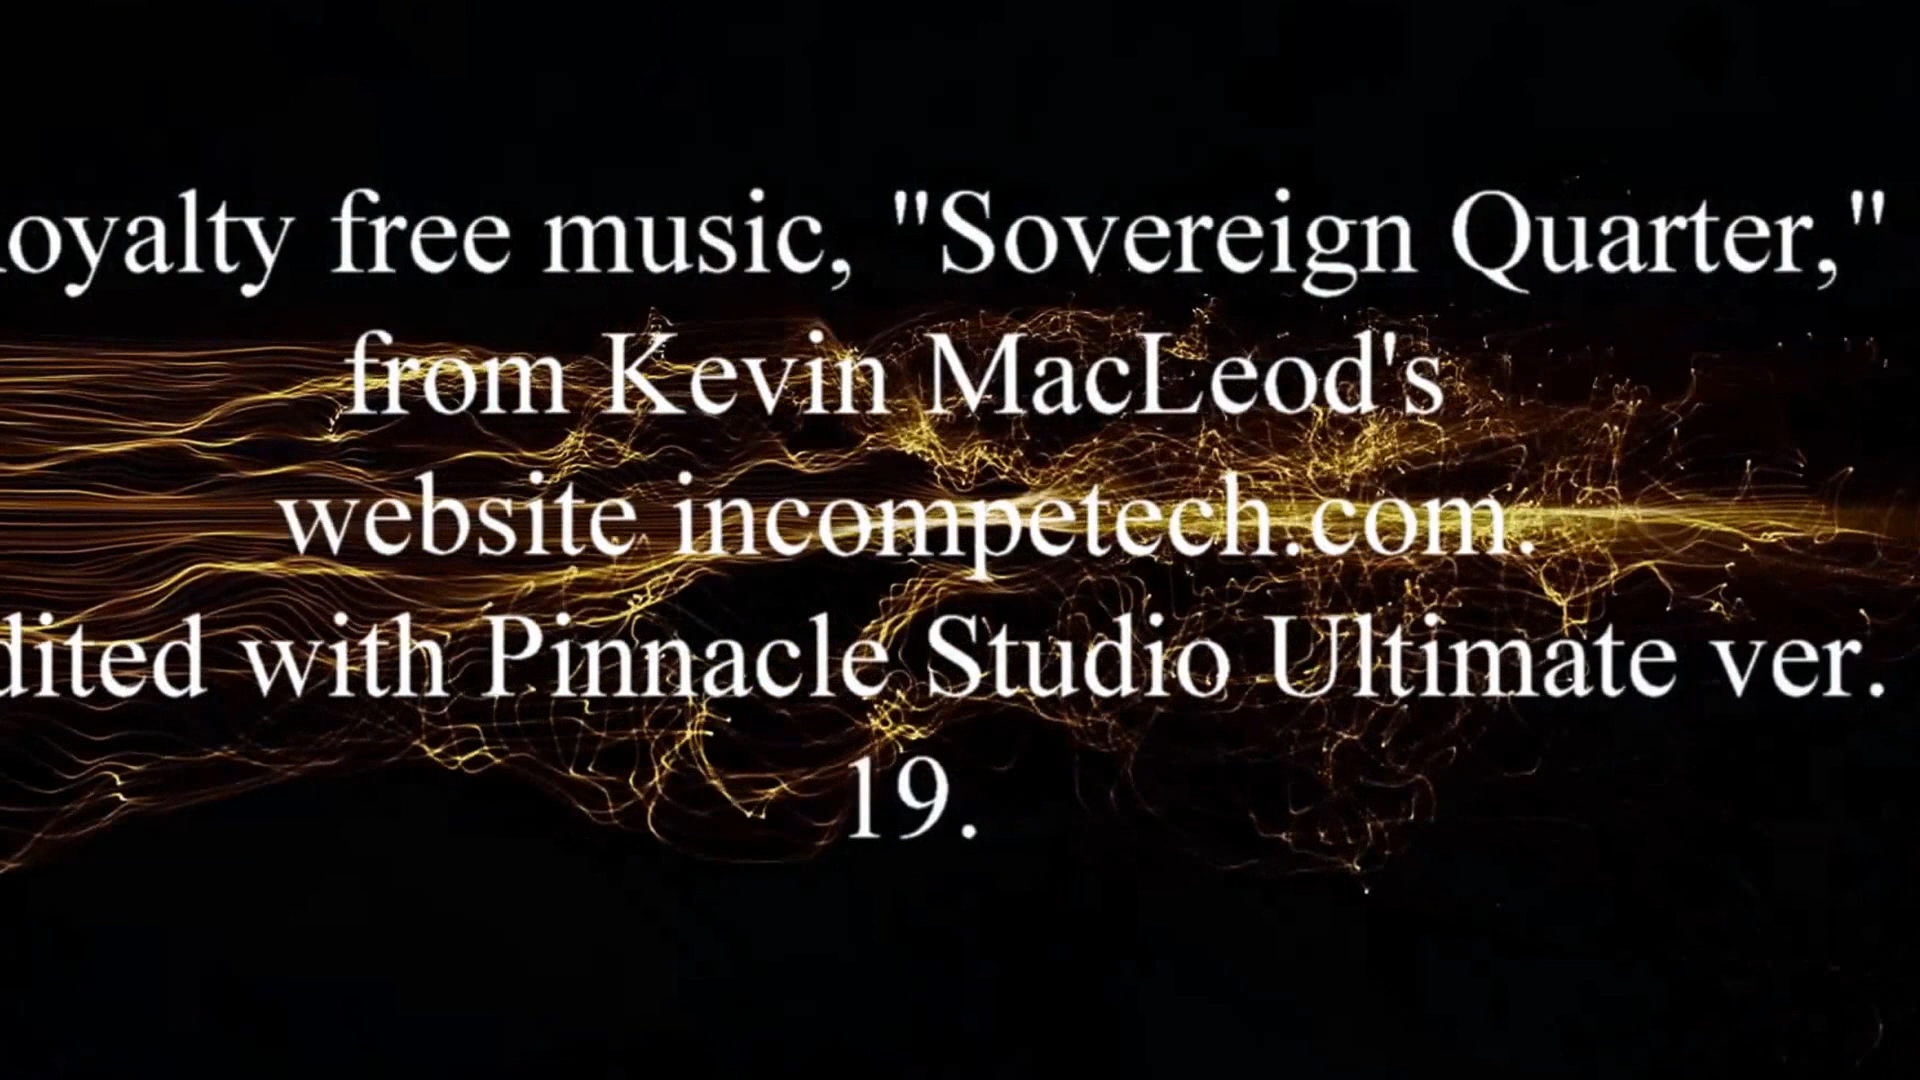 oyalty free music, "Sovereign Quarter,"
from Kevin MacLeod's
website incompetech.com.
dited with Pinnacle Studio Ultimate ver.
19.